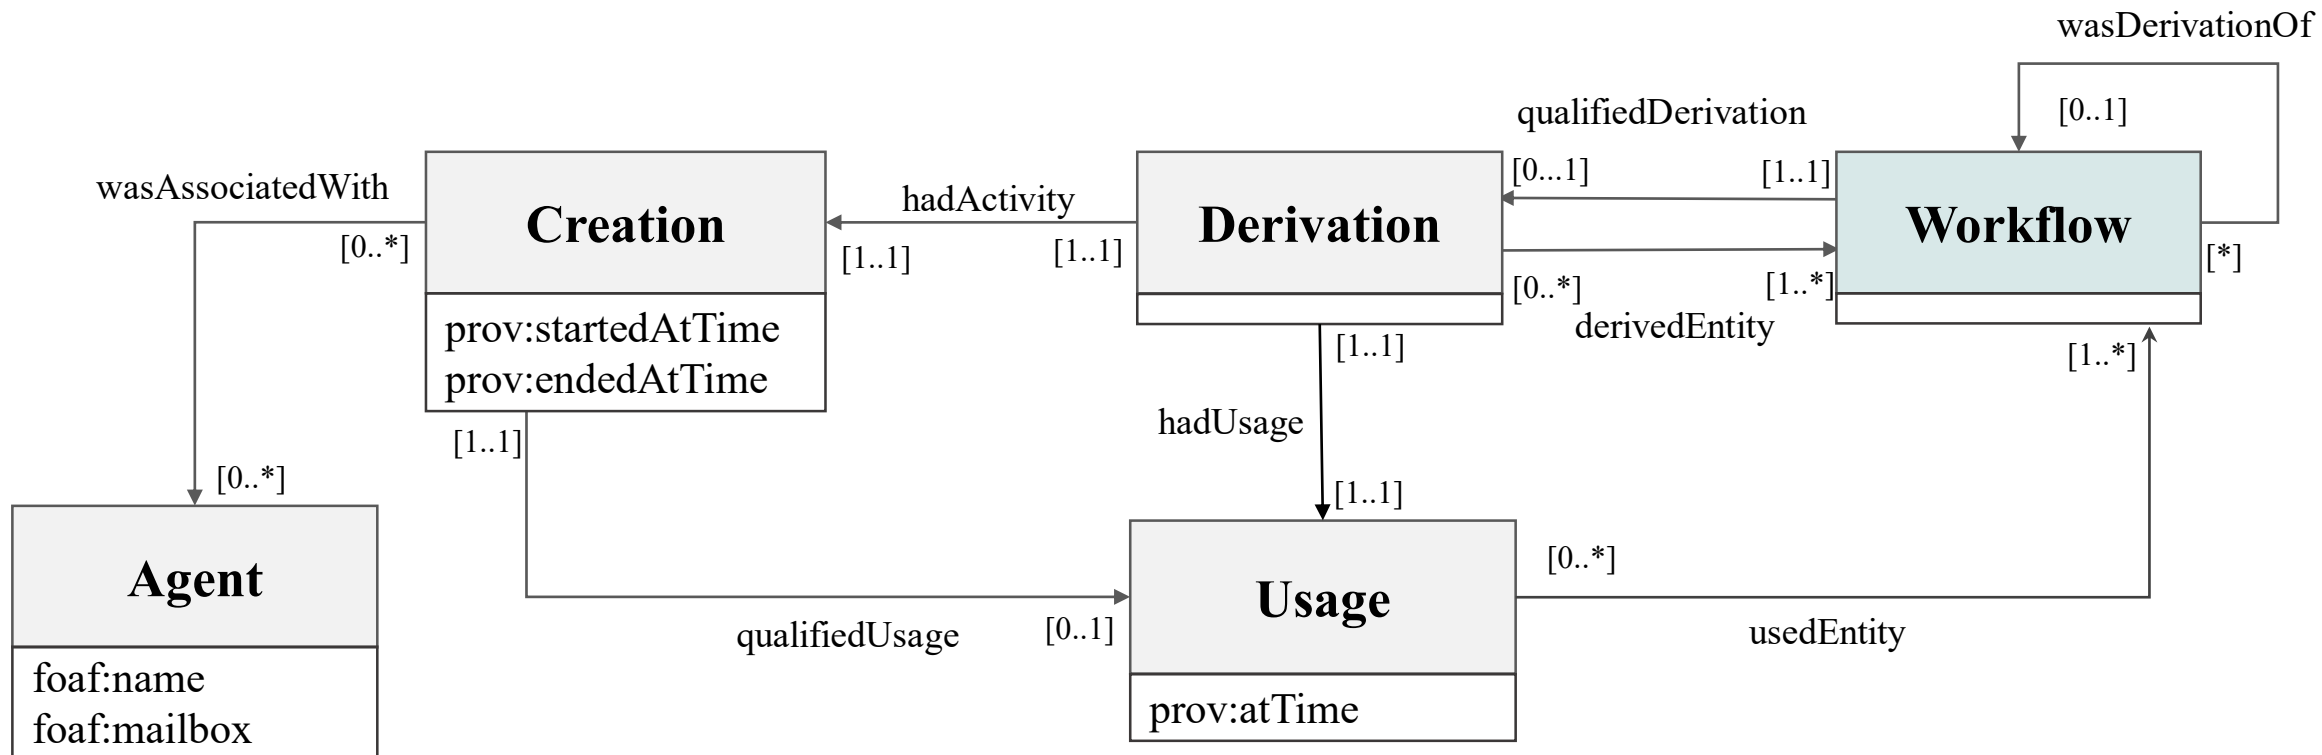 wasDerivationOf
[0..1]
qualifiedDerivation
[0...1]
[1..1]
wasAssociatedWith
[0..*]
Creation
hadActivity
[1..1]
[1..1]
Derivation
Workflow
[*]
[0..*]
[1..*]
derivedEntity
prov:startedAtTime
prov:endedAtTime
[1..1]
[1..*]
hadUsage
[1..1]
[0..*]
[1..1]
Agent
foaf:name
foaf:mailbox
qualifiedUsage
[0..1]
Usage
prov:atTime
[0..*]
usedEntity